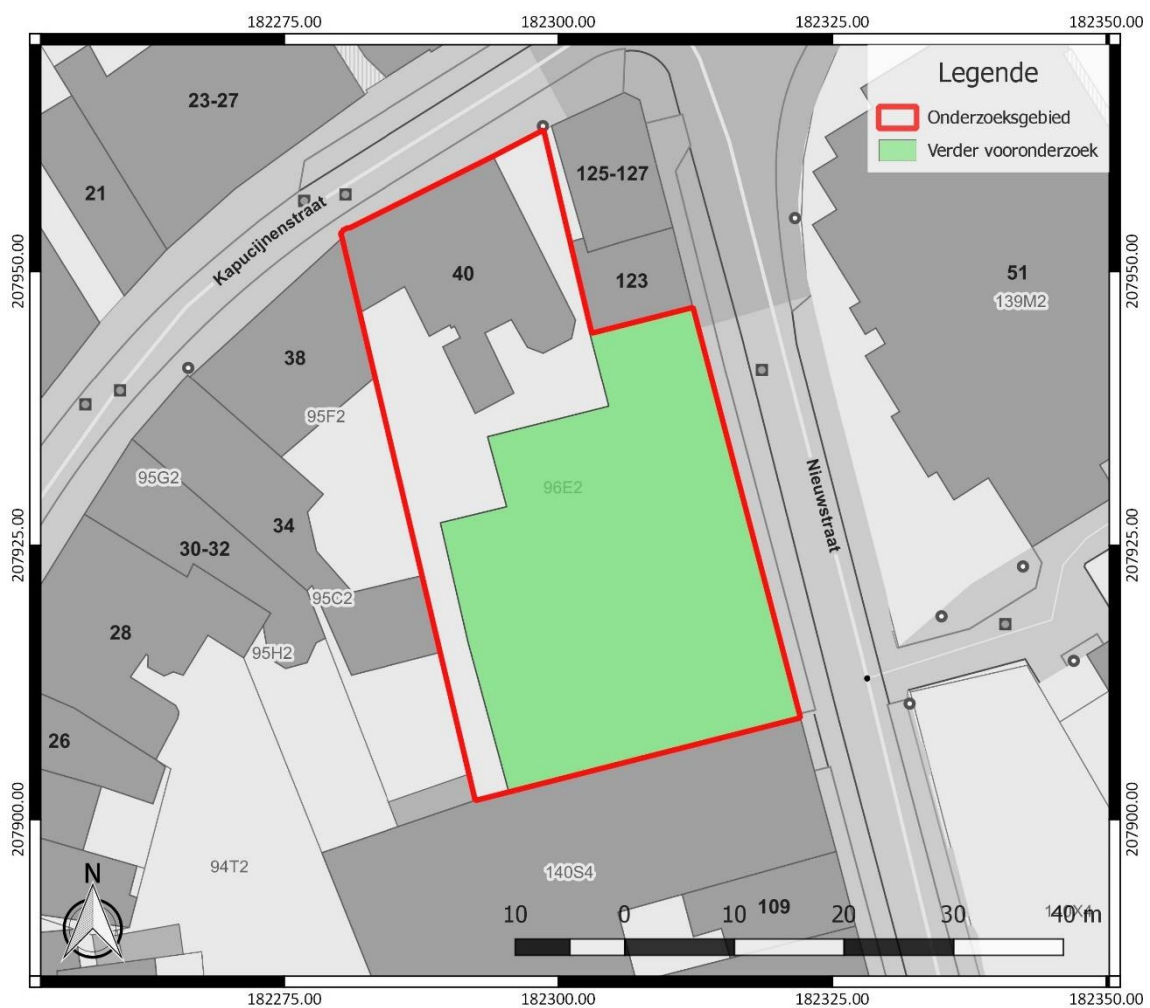 182275.00 182300.00 182325.00 182350.00
Legende
Onderzoeksgebied
Verder vooronderzoek
23-27
21
Kapucijnenstraat
125-127
51
139M2
207950.00
207950.00
40
123
38
95F2
95G2
96E2
Nieuwstraat
34
30-32
207925.00
207925.00
95C2
28
95H2
26
207900.00
207900.00
94T2
140S4
N
109
140X4
10 0 10 20 30 40 m
182275.00 182300.00 182325.00 182350.00